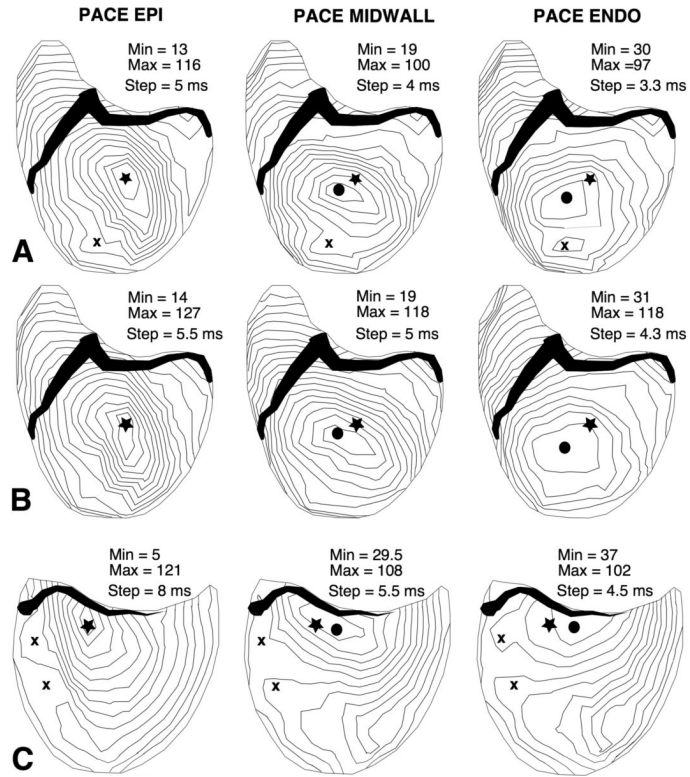 PACE EPI
PACE MIDWALL
PACE ENDO
Min = 13
Max = 116
Step = 5 ms
Min = 19
Max = 100
Step = 4 ms
Min = 30
Max =97
Step = 3.3 ms
x
x
x
A
Min = 14
Max = 127
Step = 5.5 ms
Min = 19
Max = 118
Step = 5 ms
Min = 31
Max = 118
Step = 4.3 ms
B
Min = 5
Max = 121
Step = 8 ms
Min = 29.5
Max = 108
Step = 5.5 ms
Min = 37
Max = 102
Step = 4.5 ms
x
x
x
x
x
x
C